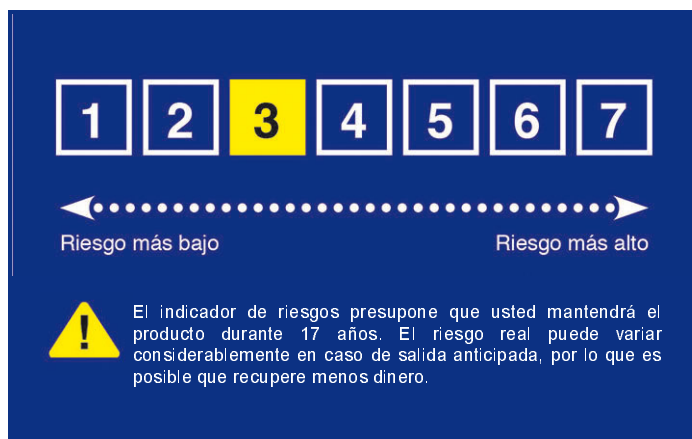 1 2 3 4 5 6 7
Riesgo más bajo Riesgo más alto
!
El indicador de riesgos presupone que usted mantendrá el
producto durante 17 años. El riesgo real puede variar
considerablemente en caso de salida anticipada, por lo que es
posible que recupere menos dinero.